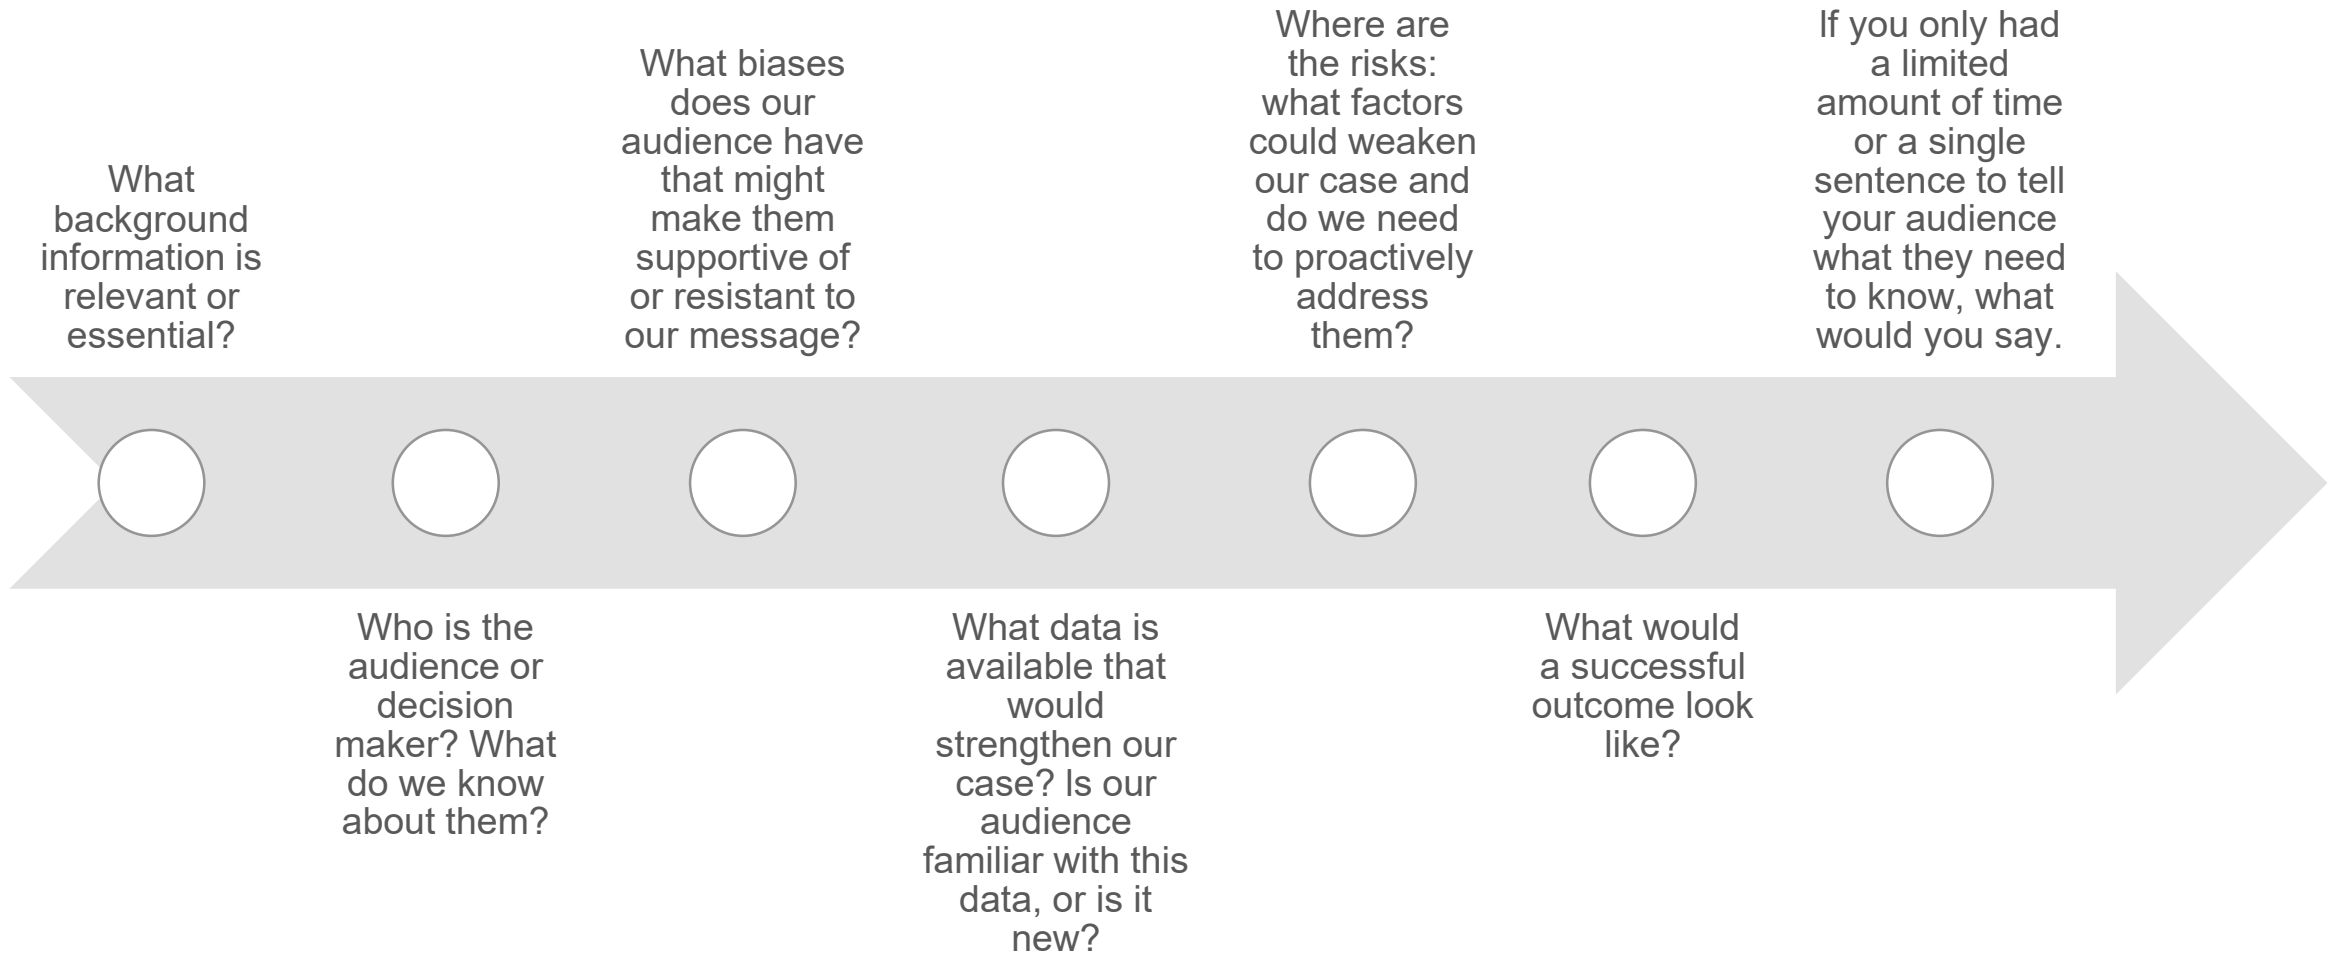 What
background
information is
relevant or
essential?
Who is the
audience or
decision
maker? What
do we know
about them?
What biases
does our
audience have
that might
make them
supportive of
or resistant to
our message?
What data is
available that
would
strengthen our
case? Is our
audience
familiar with this
data, or is it
new?
Where are
the risks:
what factors
could weaken
our case and
do we need
to proactively
address
them?
What would
a successful
outcome look
like?
If you only had
a limited
amount of time
or a single
sentence to tell
your audience
what they need
to know, what
would you say.